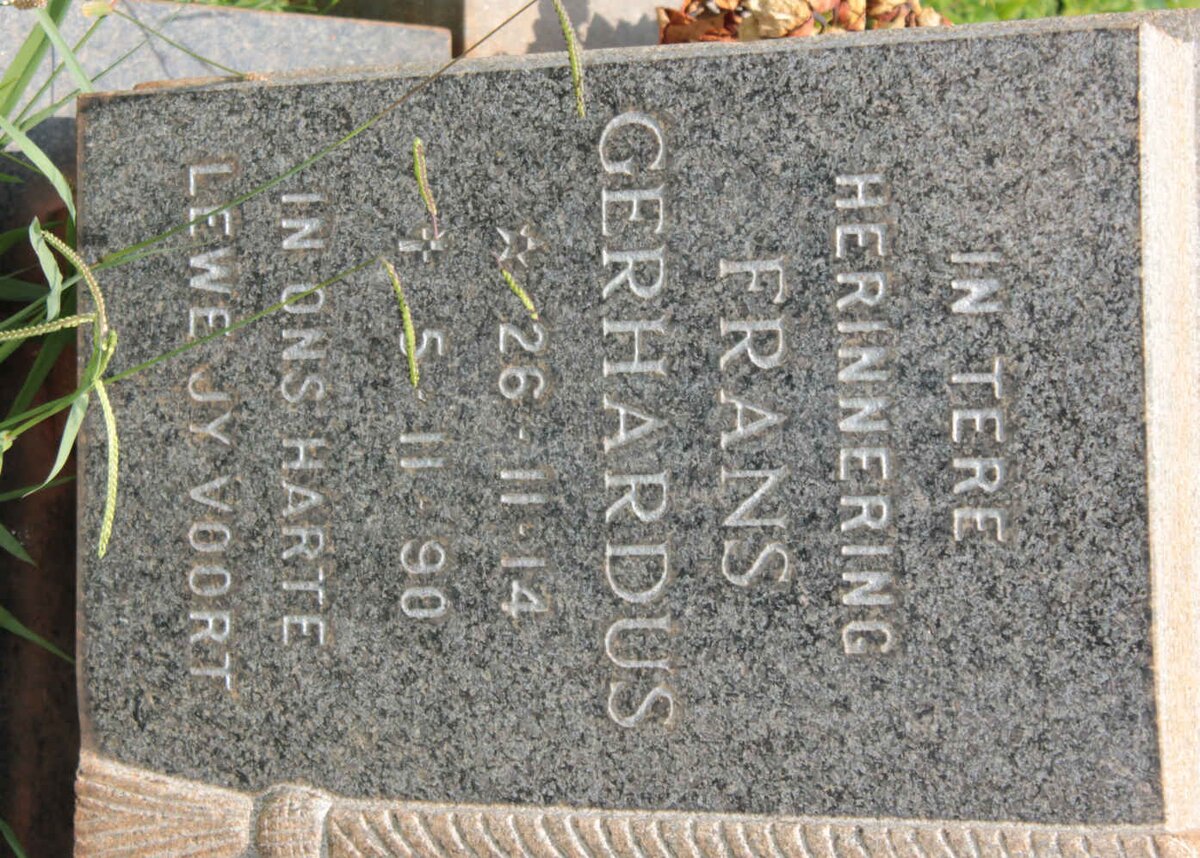 IN TERE
HERINNERING
FRANS
GERHARDUS
☆ 26-11-14
✝ 5-11-90
IN ONS HARTE
LEWE JY VOORT